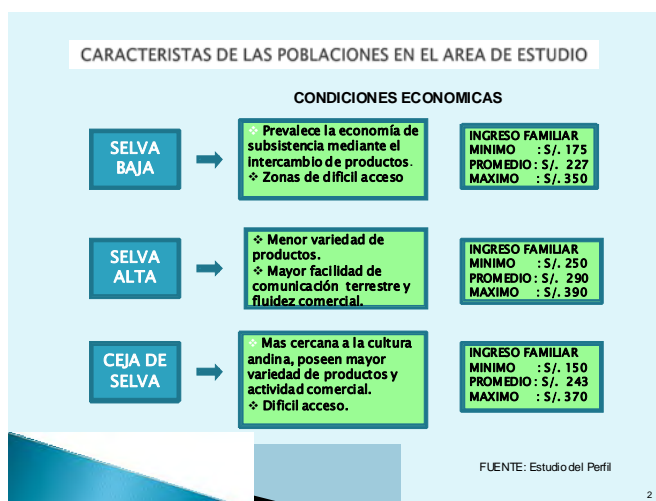 CARACTERISTAS DE LAS POBLACIONES EN EL AREA DE ESTUDIO
CONDICIONES ECONOMICAS
SELVA
BAJA
❖ Prevalece la economía de
subsistencia mediante el
intercambio de productos.
❖ Zonas de dificil acceso
INGRESO FAMILIAR
MINIMO : S/. 175
PROMEDIO : S/. 227
MAXIMO : S/. 350
SELVA
ALTA
❖ Menor variedad de
productos.
❖ Mayor facilidad de
comunicación terrestre y
fluidez comercial.
INGRESO FAMILIAR
MINIMO : S/. 250
PROMEDIO : S/. 290
MAXIMO : S/. 390
CEJA DE
SELVA
❖ Mas cercana a la cultura
andina, poseen mayor
variedad de productos y
actividad comercial.
❖ Dificil acceso.
INGRESO FAMILIAR
MINIMO : S/. 150
PROMEDIO : S/. 243
MAXIMO : S/. 370
FUENTE: Estudio del Perfil
2